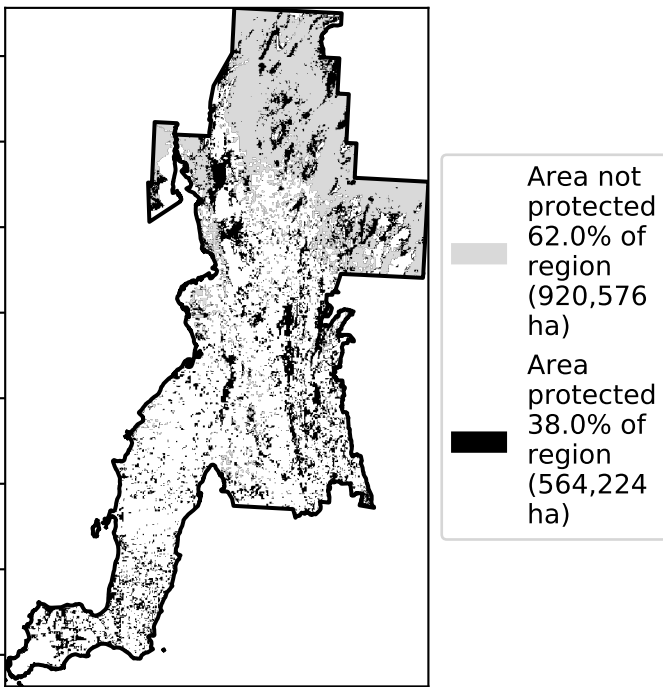 Area not
protected
62.0% of
region
(920,576
ha)
Area
protected
38.0% of
region
(564,224
ha)